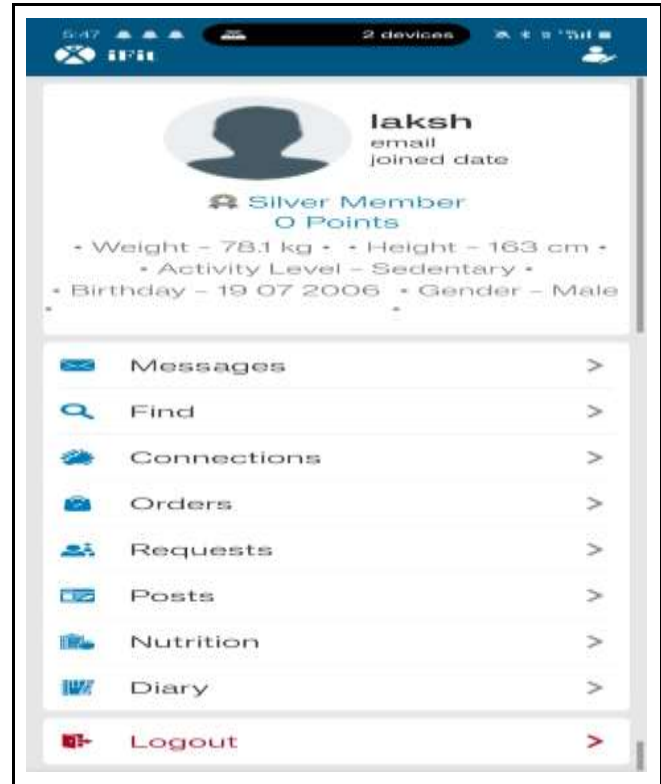 5:47 2 devices
iFit
laksh
email
joined date
Silver Member
0 Points
• Weight – 78.1 kg • • Height – 163 cm •
• Activity Level – Sedentary •
• Birthday – 19 07 2006 • Gender – Male
• •
Messages >
Find >
Connections >
Orders >
Requests >
Posts >
Nutrition >
Diary >
Logout >